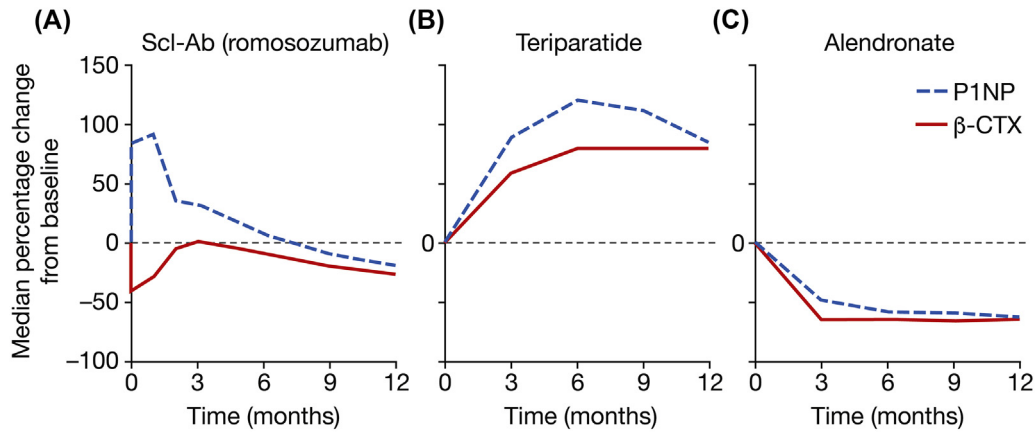 (A)
Scl-Ab (romosozumab)
(B)
Teriparatide
(C)
Alendronate
Median percentage change
from baseline
150
100
50
0
−50
−100
0 3 6 9 12
Time (months)
0
0 3 6 9 12
Time (months)
P1NP
β-CTX
0
0 3 6 9 12
Time (months)